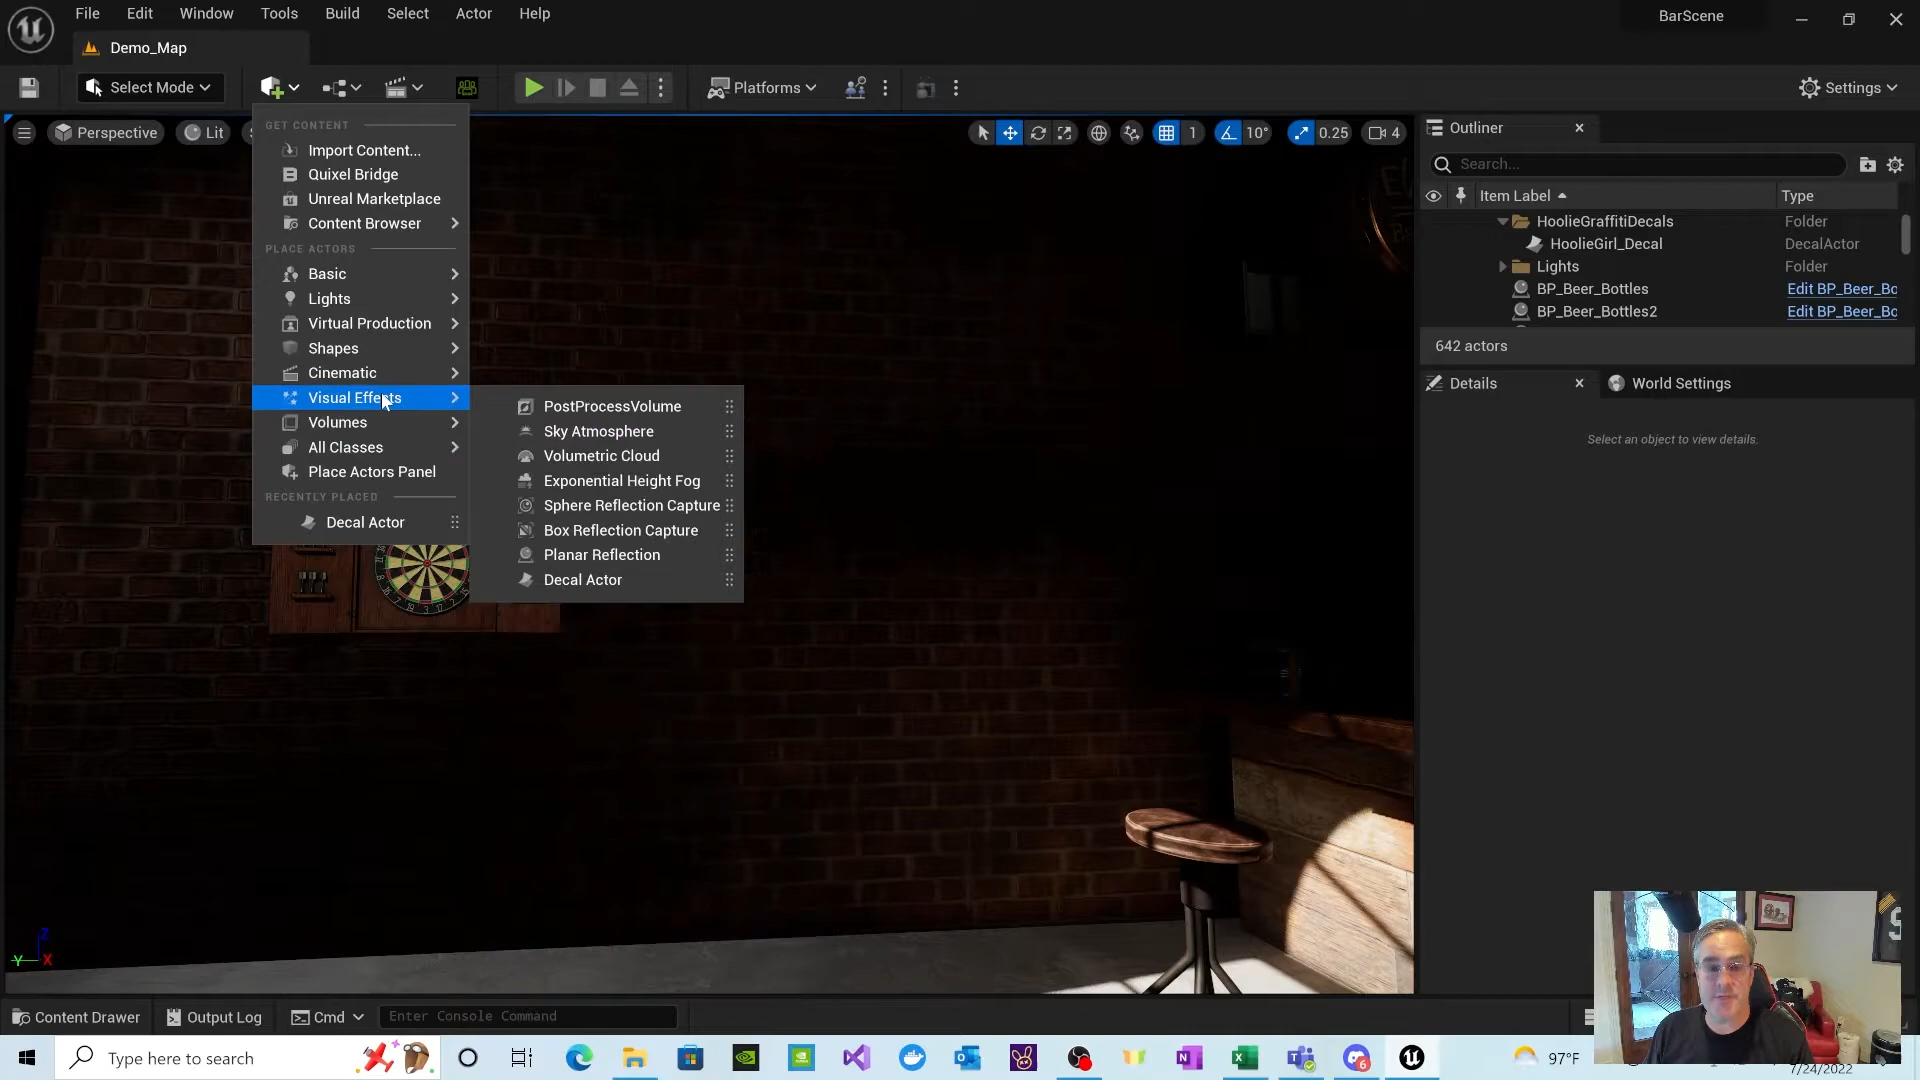 File Edit Window Tools Build Select Actor Help
BarScene
Demo_Map
Select Mode
Platforms
Settings
Perspective
Lit
1
10°
0.25
4
GET CONTENT
Import Content...
Quixel Bridge
Unreal Marketplace
Content Browser
PLACE ACTORS
Basic
Lights
Virtual Production
Shapes
Cinematic
Visual Effects
Volumes
All Classes
Place Actors Panel
RECENTLY PLACED
Decal Actor
PostProcessVolume
Sky Atmosphere
Volumetric Cloud
Exponential Height Fog
Sphere Reflection Capture
Box Reflection Capture
Planar Reflection
Decal Actor
Outliner
Search...
Item Label Type
HoolieGraffitiDecals Folder
HoolieGirl_Decal DecalActor
Lights Folder
BP_Beer_Bottles Edit BP_Beer_Bo
BP_Beer_Bottles2 Edit BP_Beer_Bo
642 actors
Details
World Settings
Select an object to view details.
Z
Y X
Content Drawer
Output Log
Cmd
Enter Console Command
Type here to search
6
97°F
7/24/2022